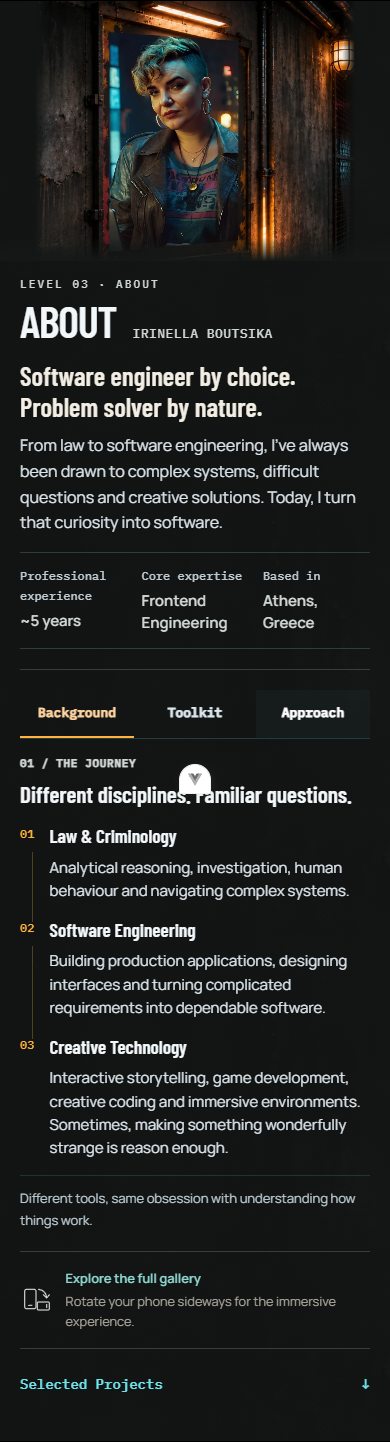 LEVEL 03 · ABOUT
ABOUT IRINELLA BOUTSIKA
Software engineer by choice.
Problem solver by nature.
From law to software engineering, I've always
been drawn to complex systems, difficult
questions and creative solutions. Today, I turn
that curiosity into software.
Professional experience
~5 years
Core expertise
Frontend
Engineering
Based in
Athens,
Greece
Background Toolkit Approach
01 / THE JOURNEY
Different disciplines. Familiar questions.
01 Law & Criminology
Analytical reasoning, investigation, human
behaviour and navigating complex systems.
02 Software Engineering
Building production applications, designing
interfaces and turning complicated
requirements into dependable software.
03 Creative Technology
Interactive storytelling, game development,
creative coding and immersive environments.
Sometimes, making something wonderfully
strange is reason enough.
Different tools, same obsession with understanding how
things work.
Explore the full gallery
Rotate your phone sideways for the immersive
experience.
Selected Projects ↓